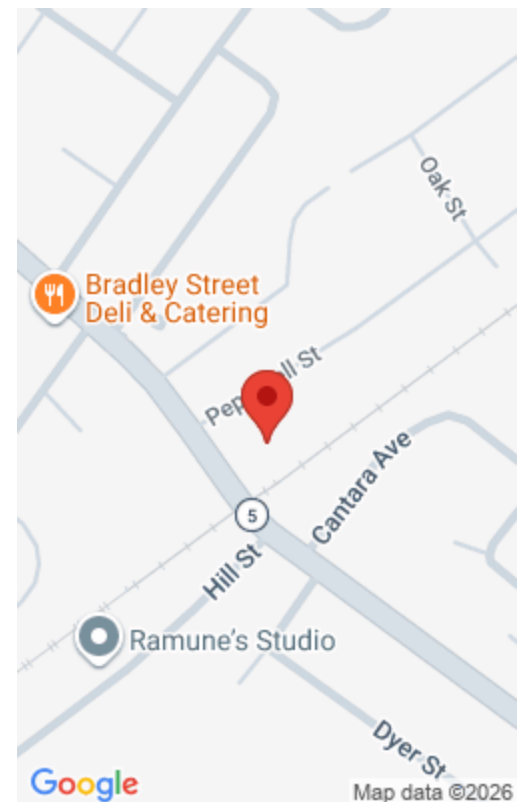 Oak St
Bradley Street
Deli & Catering
5
Cantara Ave
Hill St
Ramune's Studio
Dyer St
Google
Map data ©2026